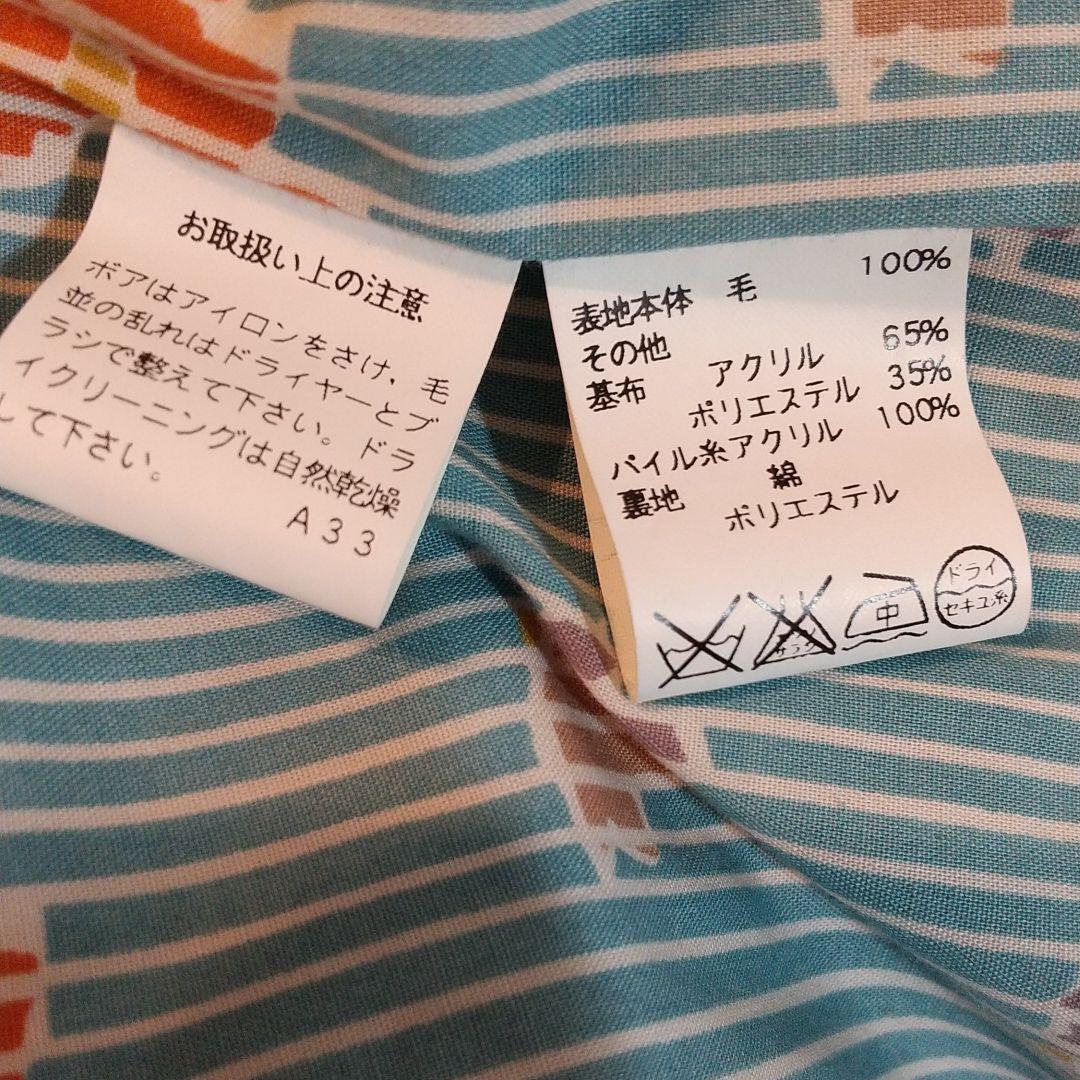 お取扱い上の注意
ボアはアイロンをさけ、毛
並の乱れはドライヤーとブ
ラシで整えて下さい。ドラ
イクリーニングは自然乾燥
して下さい。
A33
表地本体 毛 100%
その他
基布 アクリル 65%
ポリエステル 35%
パイル糸アクリル 100%
裏地 綿
ポリエステル
サラシ
中
ドライ
セキユ系